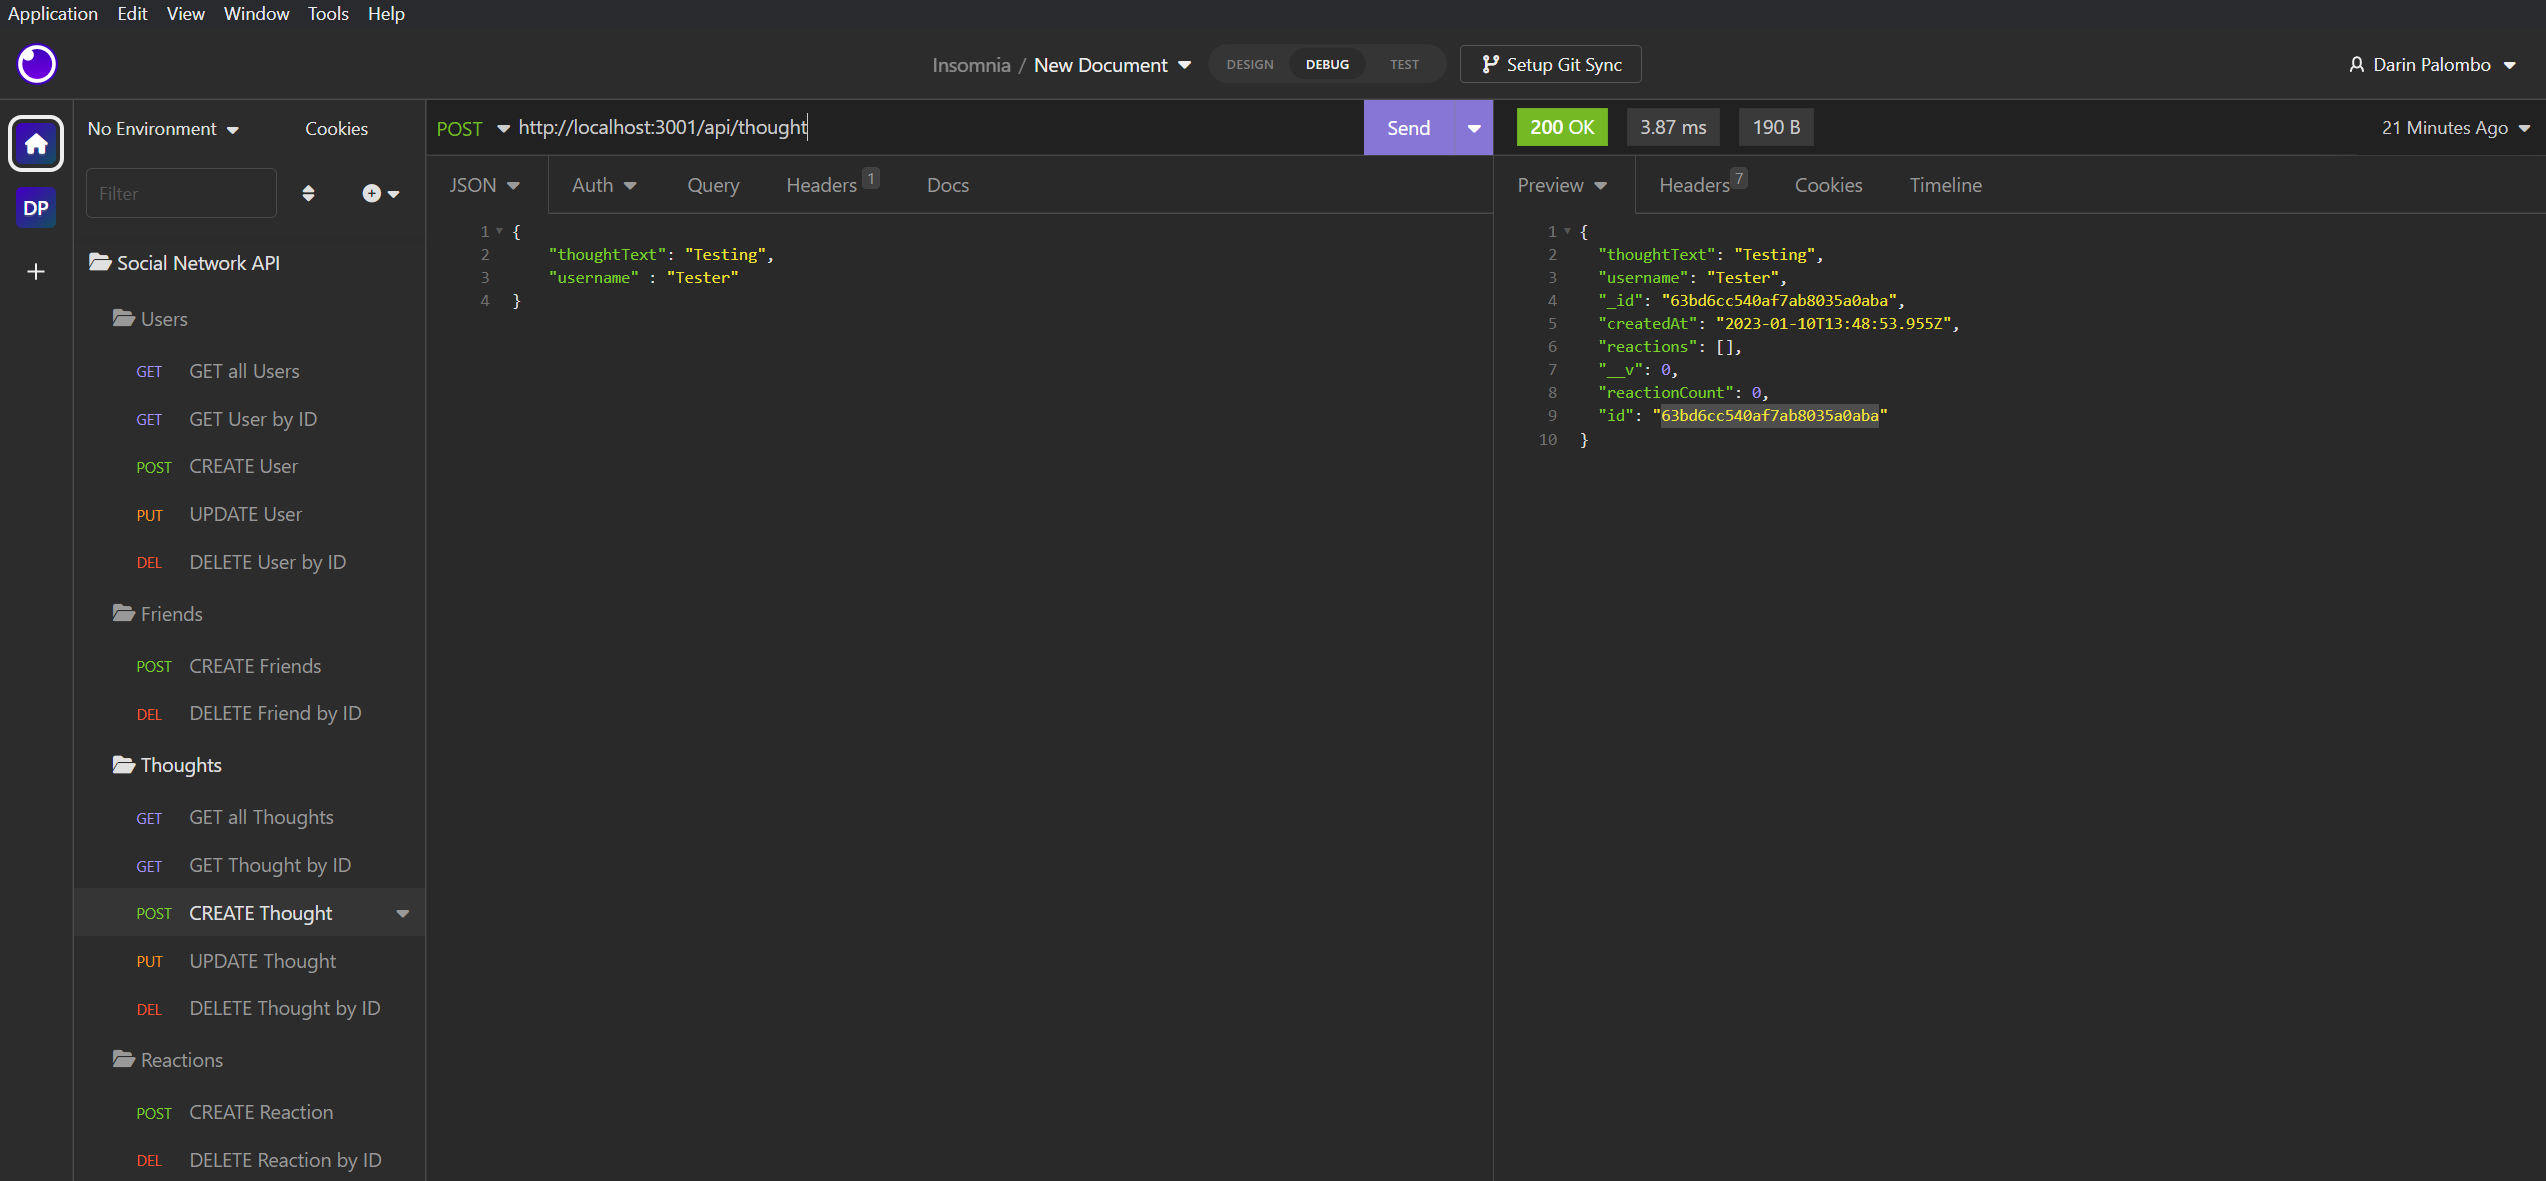 Application Edit View Window Tools Help
Insomnia / New Document DESIGN DEBUG TEST Setup Git Sync Darin Palombo
DP
No Environment Cookies
Filter
Social Network API
Users
GET GET all Users
GET GET User by ID
POST CREATE User
PUT UPDATE User
DEL DELETE User by ID
Friends
POST CREATE Friends
DEL DELETE Friend by ID
Thoughts
GET GET all Thoughts
GET GET Thought by ID
POST CREATE Thought
PUT UPDATE Thought
DEL DELETE Thought by ID
Reactions
POST CREATE Reaction
DEL DELETE Reaction by ID
POST http://localhost:3001/api/thought Send
JSON Auth Query Headers 1 Docs
1 {
2 "thoughtText": "Testing",
3 "username" : "Tester"
4 }
200 OK 3.87 ms 190 B 21 Minutes Ago
Preview Headers 7 Cookies Timeline
1 {
2 "thoughtText": "Testing",
3 "username": "Tester",
4 "_id": "63bd6cc540af7ab8035a0aba",
5 "createdAt": "2023-01-10T13:48:53.955Z",
6 "reactions": [],
7 "__v": 0,
8 "reactionCount": 0,
9 "id": "63bd6cc540af7ab8035a0aba"
10 }